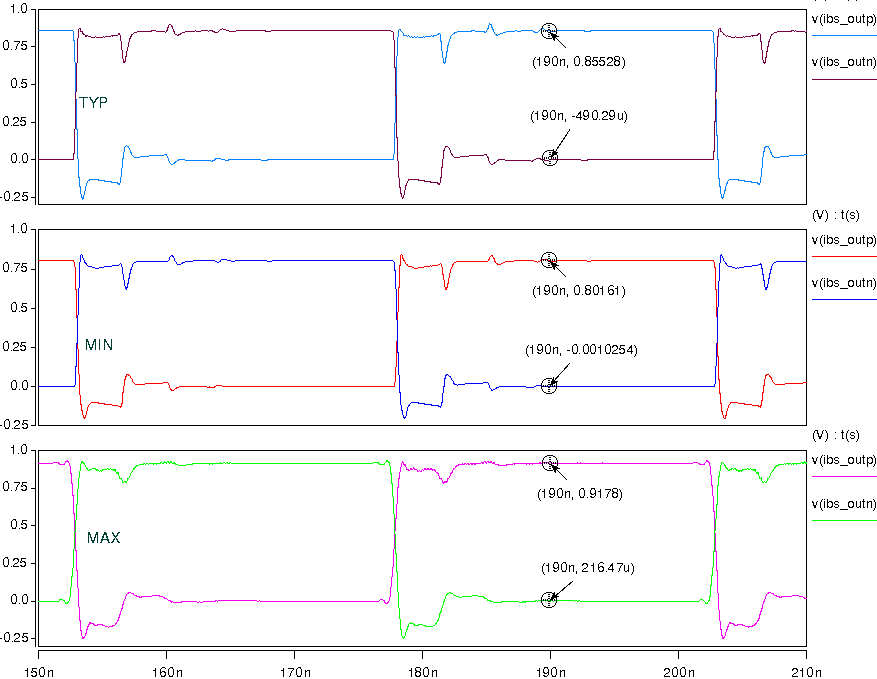 1.0
v(ibs_outp)
0.75
v(ibs_outn)
(190n, 0.85528)
0.5
TYP
(190n, -490.29u)
0.25
0.0
-0.25
(V) : t(s)
1.0
v(ibs_outp)
0.75
v(ibs_outn)
(190n, 0.80161)
0.5
MIN
(190n, -0.0010254)
0.25
0.0
-0.25
(V) : t(s)
1.0
v(ibs_outp)
0.75
(190n, 0.9178)
v(ibs_outn)
0.5
MAX
0.25
(190n, 216.47u)
0.0
-0.25
150n 160n 170n 180n 190n 200n 210n